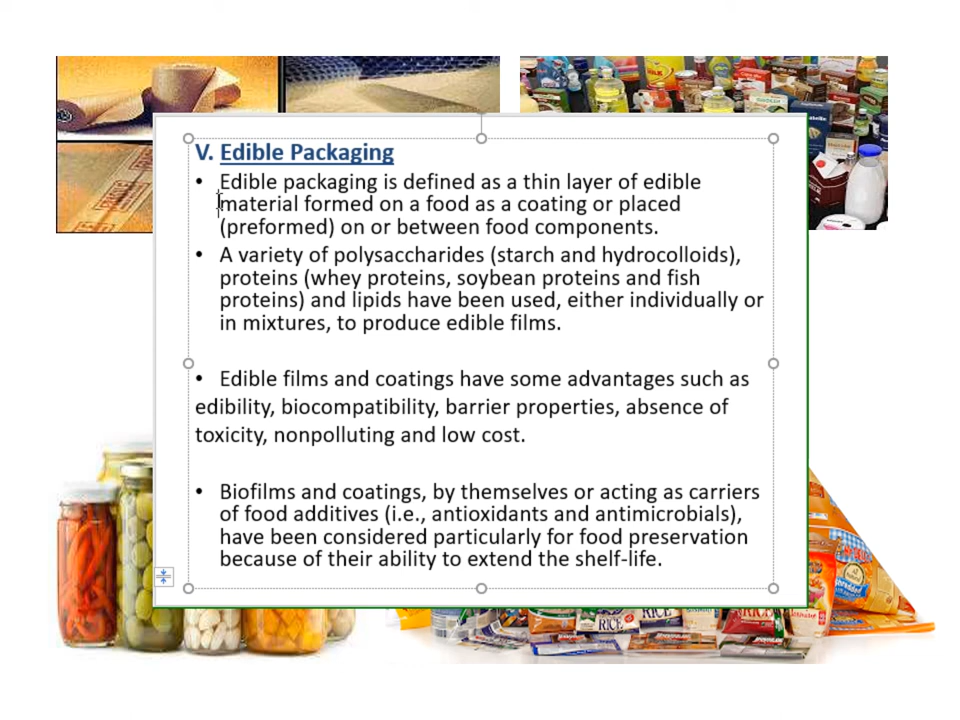 V. Edible Packaging
• Edible packaging is defined as a thin layer of edible
material formed on a food as a coating or placed
(preformed) on or between food components.
• A variety of polysaccharides (starch and hydrocolloids),
proteins (whey proteins, soybean proteins and fish
proteins) and lipids have been used, either individually or
in mixtures, to produce edible films.
• Edible films and coatings have some advantages such as
edibility, biocompatibility, barrier properties, absence of
toxicity, nonpolluting and low cost.
• Biofilms and coatings, by themselves or acting as carriers
of food additives (i.e., antioxidants and antimicrobials),
have been considered particularly for food preservation
because of their ability to extend the shelf-life.
RICE
RICE